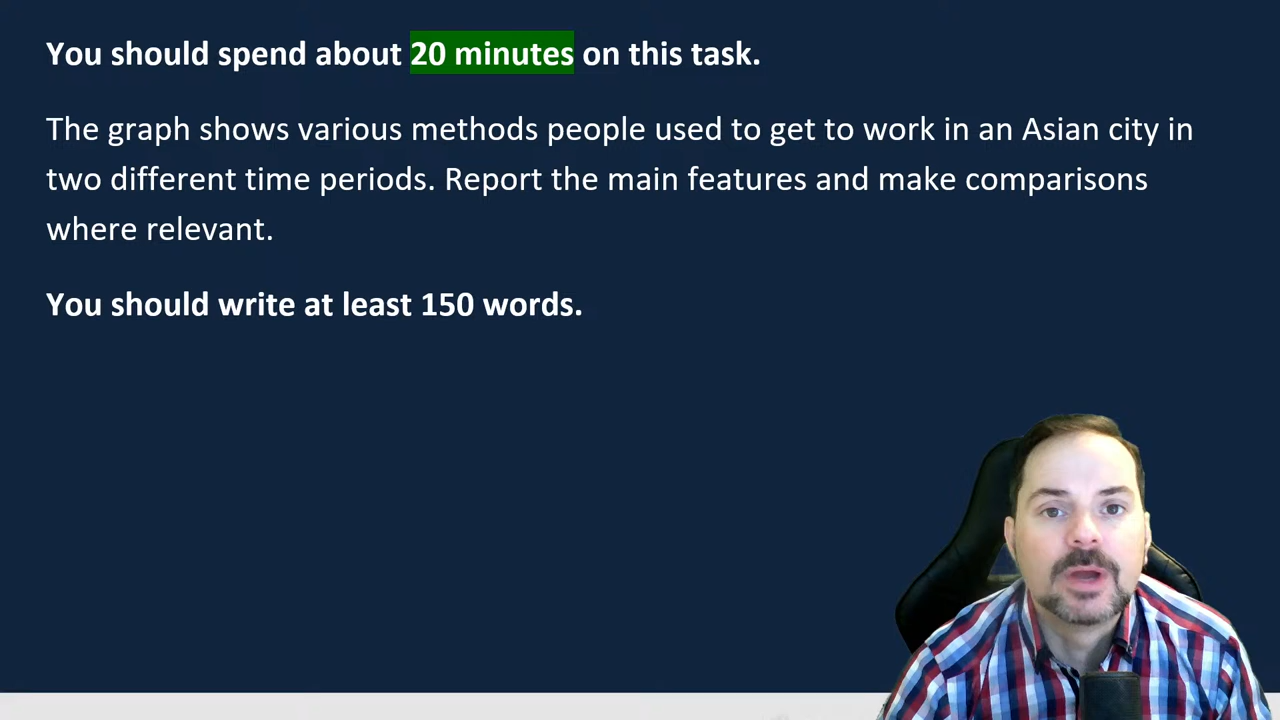 You should spend about 20 minutes on this task.
The graph shows various methods people used to get to work in an Asian city in
two different time periods. Report the main features and make comparisons
where relevant.
You should write at least 150 words.